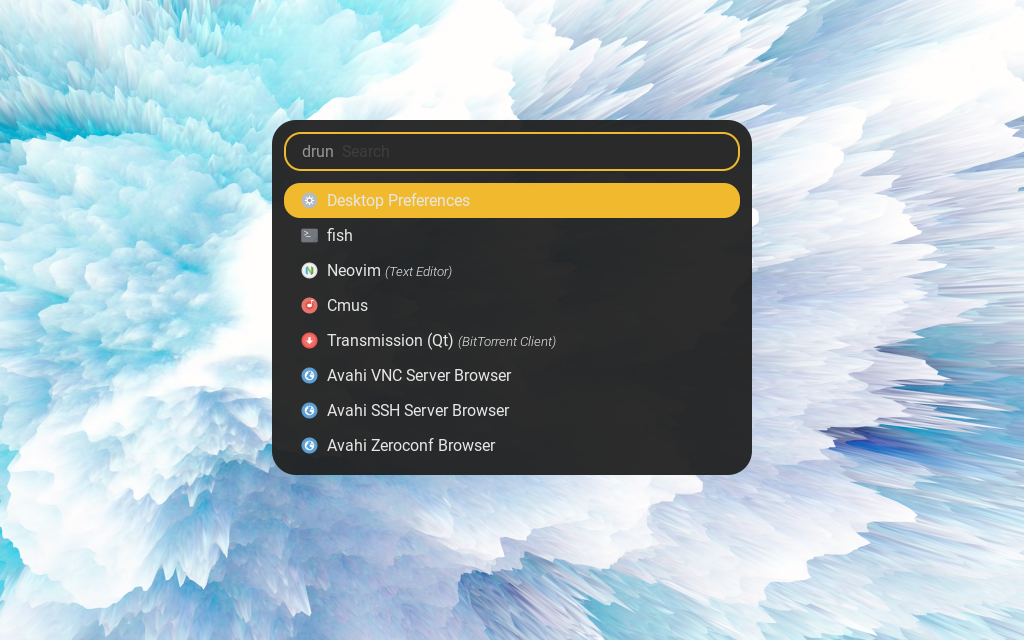 drun Search
Desktop Preferences
fish
Neovim (Text Editor)
Cmus
Transmission (Qt) (BitTorrent Client)
Avahi VNC Server Browser
Avahi SSH Server Browser
Avahi Zeroconf Browser